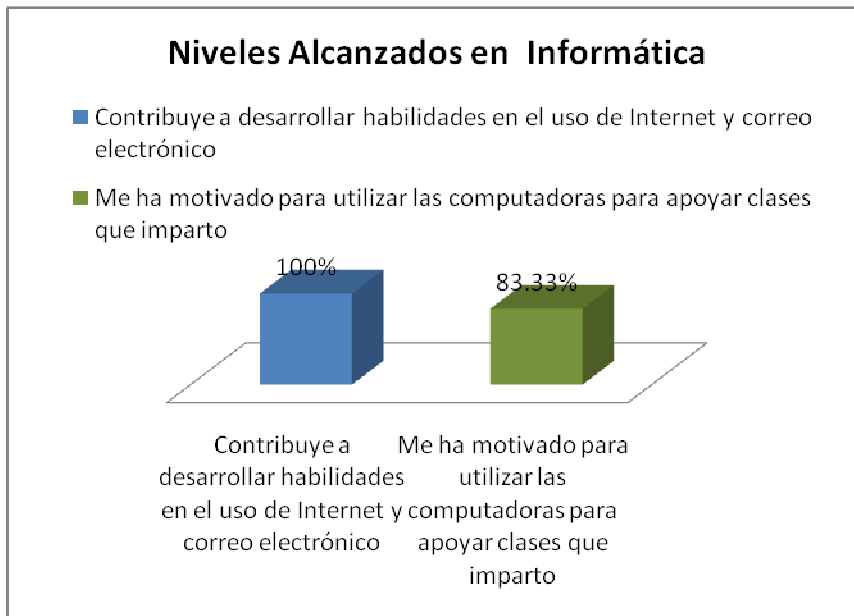 Niveles Alcanzados en Informática
Contribuye a desarrollar habilidades en el uso de Internet y correo
electrónico
Me ha motivado para utilizar las computadoras para apoyar clases
que imparto
100%
83.33%
Contribuye a
desarrollar habilidades
en el uso de Internet y
correo electrónico
Me ha motivado para
utilizar las
computadoras para
apoyar clases que
imparto